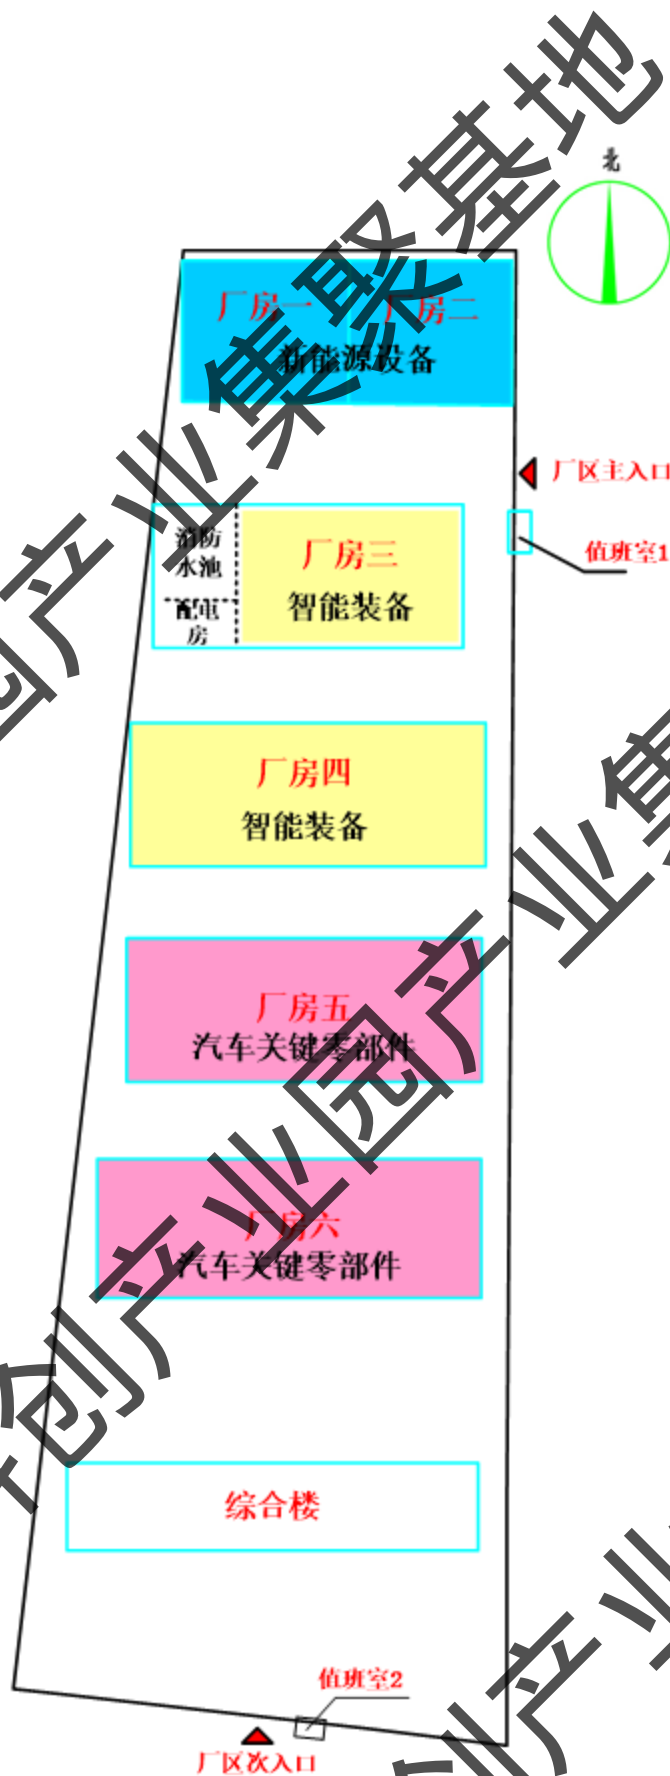 北
厂房一 厂房二
新能源设备
厂区主入口
值班室1
消防
水池
配电
房
厂房三
智能装备
厂房四
智能装备
厂房五
汽车关键零部件
厂房六
汽车关键零部件
综合楼
值班室2
厂区次入口
园产业集聚基地
创产业园产业集
创产业